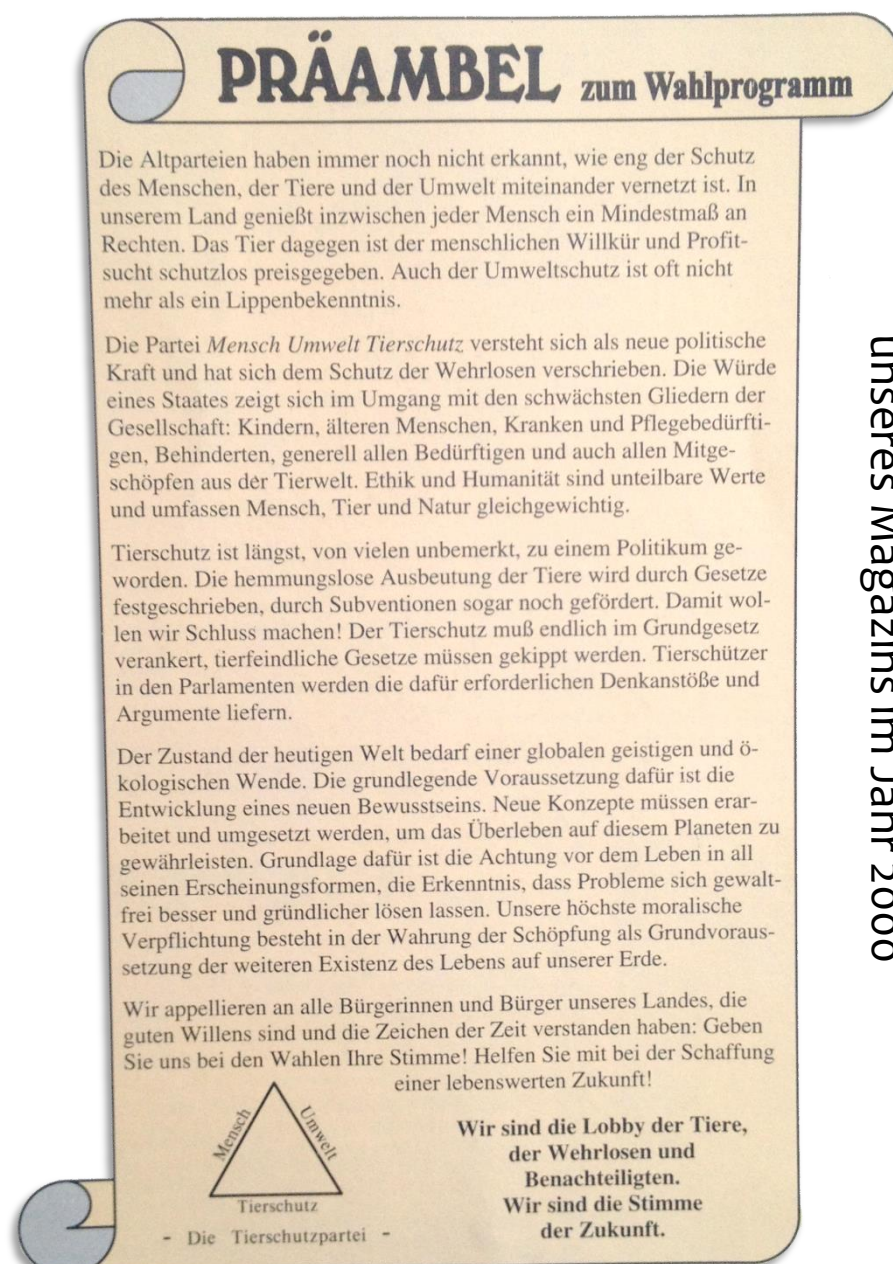 PRÄAMBEL zum Wahlprogramm
Die Altparteien haben immer noch nicht erkannt, wie eng der Schutz
des Menschen, der Tiere und der Umwelt miteinander vernetzt ist. In
unserem Land genießt inzwischen jeder Mensch ein Mindestmaß an
Rechten. Das Tier dagegen ist der menschlichen Willkür und Profit-
sucht schutzlos preisgegeben. Auch der Umweltschutz ist oft nicht
mehr als ein Lippenbekenntnis.
Die Partei Mensch Umwelt Tierschutz versteht sich als neue politische
Kraft und hat sich dem Schutz der Wehrlosen verschrieben. Die Würde
eines Staates zeigt sich im Umgang mit den schwächsten Gliedern der
Gesellschaft: Kindern, älteren Menschen, Kranken und Pflegebedürfti-
gen, Behinderten, generell allen Bedürftigen und auch allen Mitge-
schöpfen aus der Tierwelt. Ethik und Humanität sind unteilbare Werte
und umfassen Mensch, Tier und Natur gleichgewichtig.
Tierschutz ist längst, von vielen unbemerkt, zu einem Politikum ge-
worden. Die hemmungslose Ausbeutung der Tiere wird durch Gesetze
festgeschrieben, durch Subventionen sogar noch gefördert. Damit wol-
len wir Schluss machen! Der Tierschutz muß endlich im Grundgesetz
verankert, tierfeindliche Gesetze müssen gekippt werden. Tierschützer
in den Parlamenten werden die dafür erforderlichen Denkanstöße und
Argumente liefern.
Der Zustand der heutigen Welt bedarf einer globalen geistigen und ö-
kologischen Wende. Die grundlegende Voraussetzung dafür ist die
Entwicklung eines neuen Bewusstseins. Neue Konzepte müssen erar-
beitet und umgesetzt werden, um das Überleben auf diesem Planeten zu
gewährleisten. Grundlage dafür ist die Achtung vor dem Leben in all
seinen Erscheinungsformen, die Erkenntnis, dass Probleme sich gewalt-
frei besser und gründlicher lösen lassen. Unsere höchste moralische
Verpflichtung besteht in der Wahrung der Schöpfung als Grundvoraus-
setzung der weiteren Existenz des Lebens auf unserer Erde.
Wir appellieren an alle Bürgerinnen und Bürger unseres Landes, die
guten Willens sind und die Zeichen der Zeit verstanden haben: Geben
Sie uns bei den Wahlen Ihre Stimme! Helfen Sie mit bei der Schaffung
einer lebenswerten Zukunft!
Mensch
Umwelt
Tierschutz
- Die Tierschutzpartei -
Wir sind die Lobby der Tiere,
der Wehrlosen und
Benachteiligten.
Wir sind die Stimme
der Zukunft.
unseres Magazins im Jahr 2000